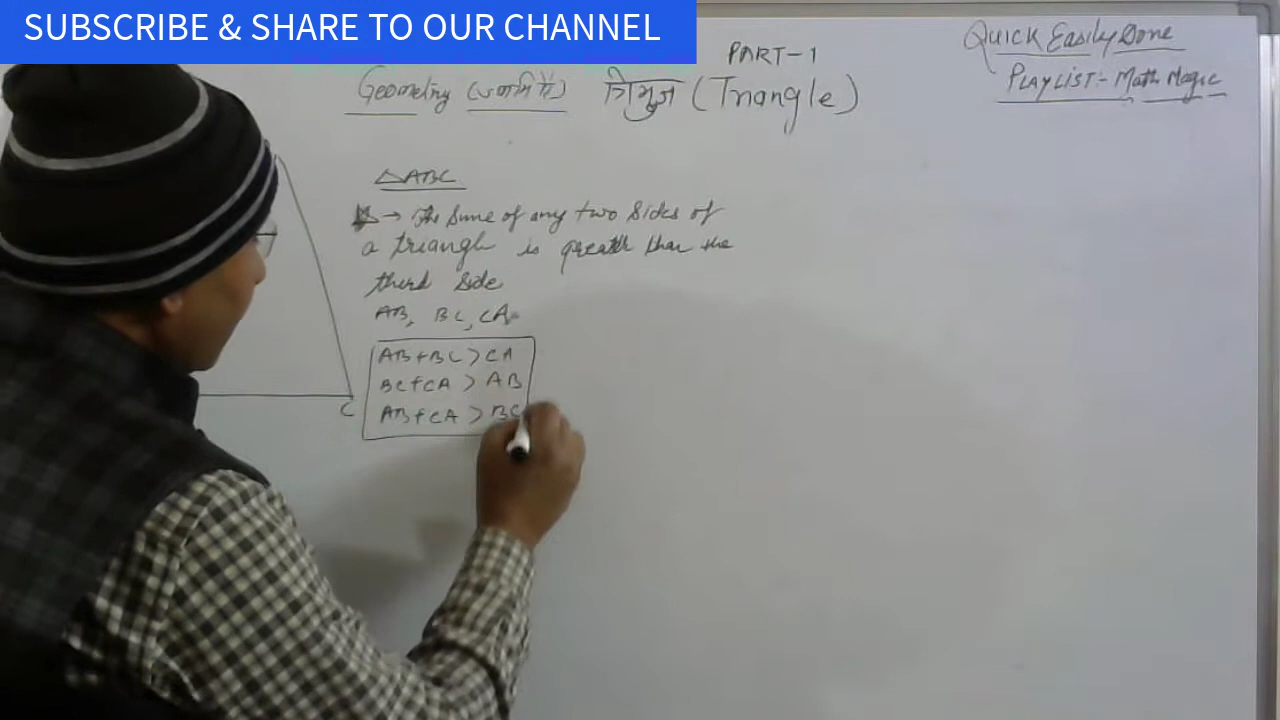 SUBSCRIBE & SHARE TO OUR CHANNEL
QUICK Easily Done
PLAYLIST:- Math Magic
PART-1
Geometry (ज्यामिति) त्रिभुज (Triangle)
△ABC
→ The Sume of any two Sides of
a triangle is greath than the
third Side
AB, BC, CA
AB+BC > CA
BC+CA > AB
AB+CA > BC
C